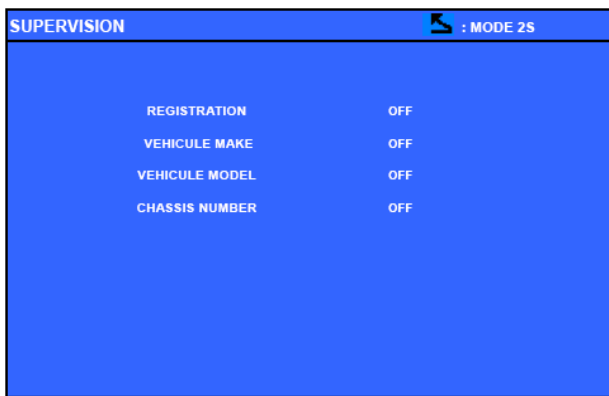 SUPERVISION : MODE 2S
REGISTRATION OFF
VEHICULE MAKE OFF
VEHICULE MODEL OFF
CHASSIS NUMBER OFF